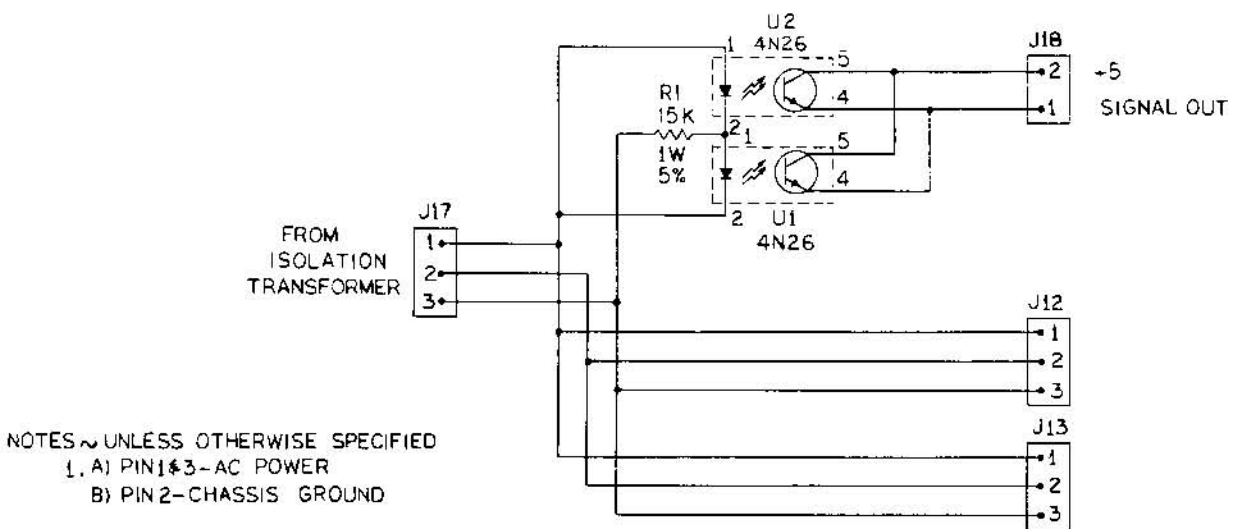 U2
4N26
1
5
4
2
R1
15K
1W
5%
1
5
4
2
U1
4N26
J18
2 +5
1 SIGNAL OUT
J17
FROM
ISOLATION
TRANSFORMER
1
2
3
J12
1
2
3
J13
1
2
3
NOTES ~ UNLESS OTHERWISE SPECIFIED
1. A) PIN1&3-AC POWER
B) PIN 2-CHASSIS GROUND